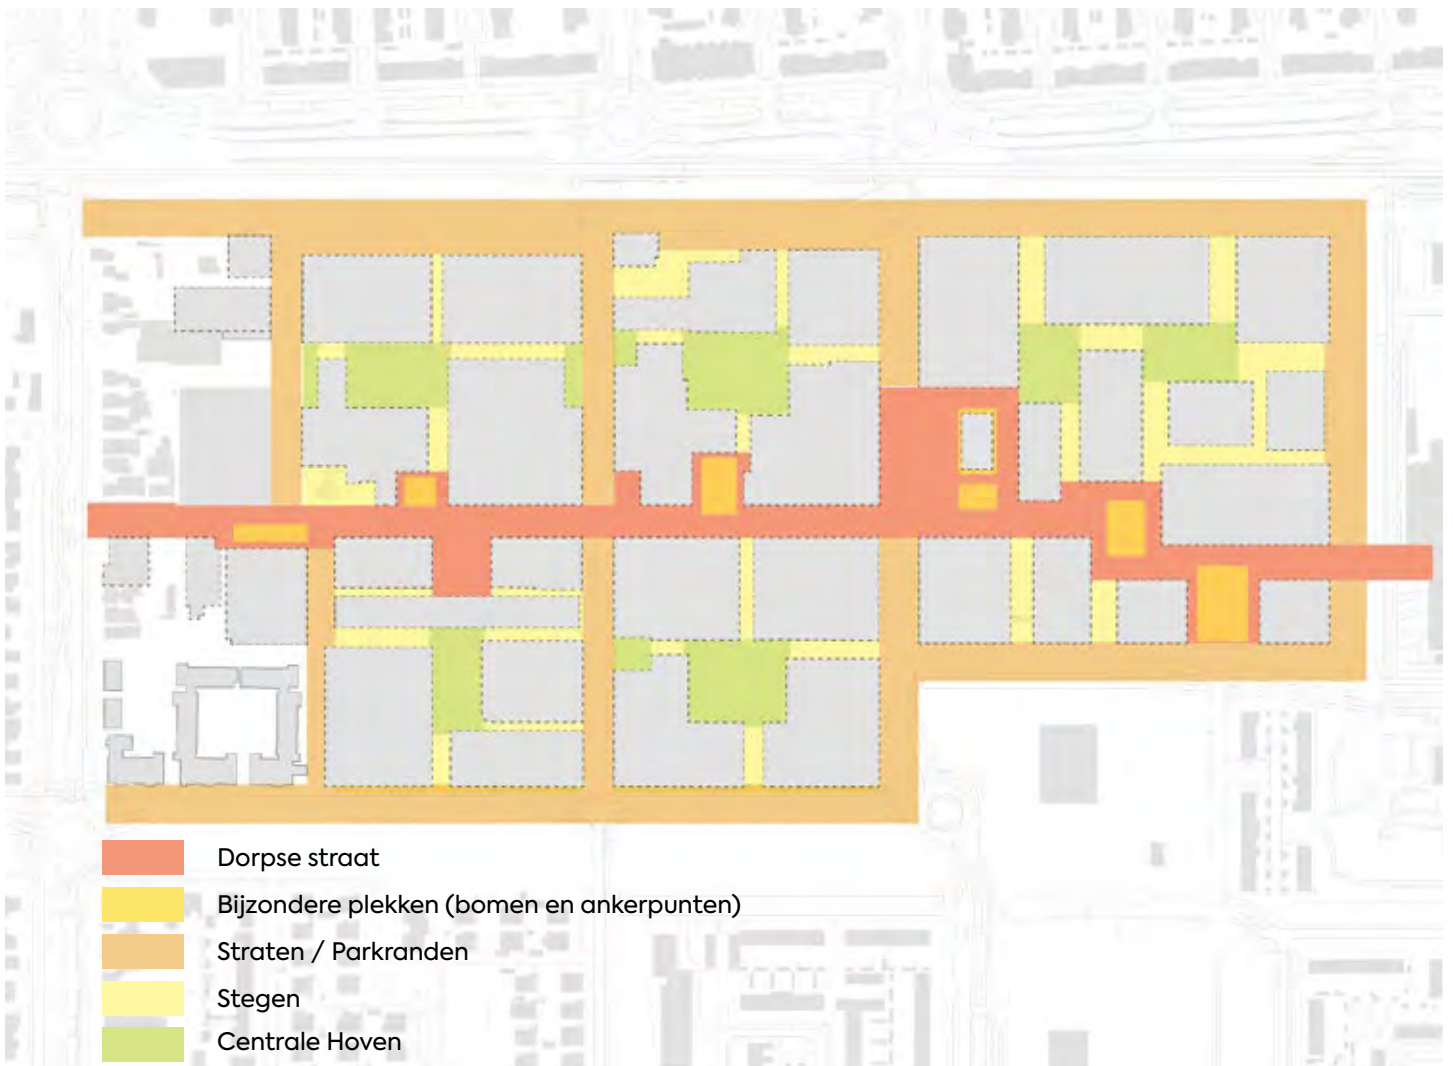 Dorpse straat
Bijzondere plekken (bomen en ankerpunten)
Straten / Parkranden
Stegen
Centrale Hoven